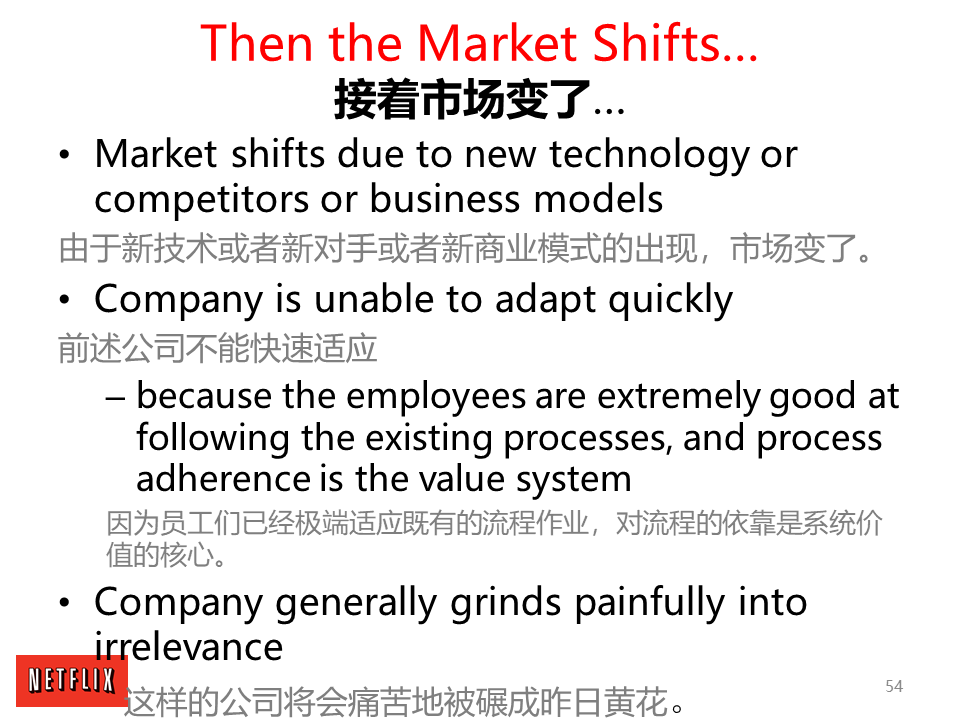 Then the Market Shifts…
接着市场变了…
• Market shifts due to new technology or
competitors or business models
由于新技术或者新对手或者新商业模式的出现，市场变了。
• Company is unable to adapt quickly
前述公司不能快速适应
– because the employees are extremely good at
following the existing processes, and process
adherence is the value system
因为员工们已经极端适应既有的流程作业，对流程的依靠是系统价
值的核心。
• Company generally grinds painfully into
irrelevance
这样的公司将会痛苦地被碾成昨日黄花。
NETFLIX
54